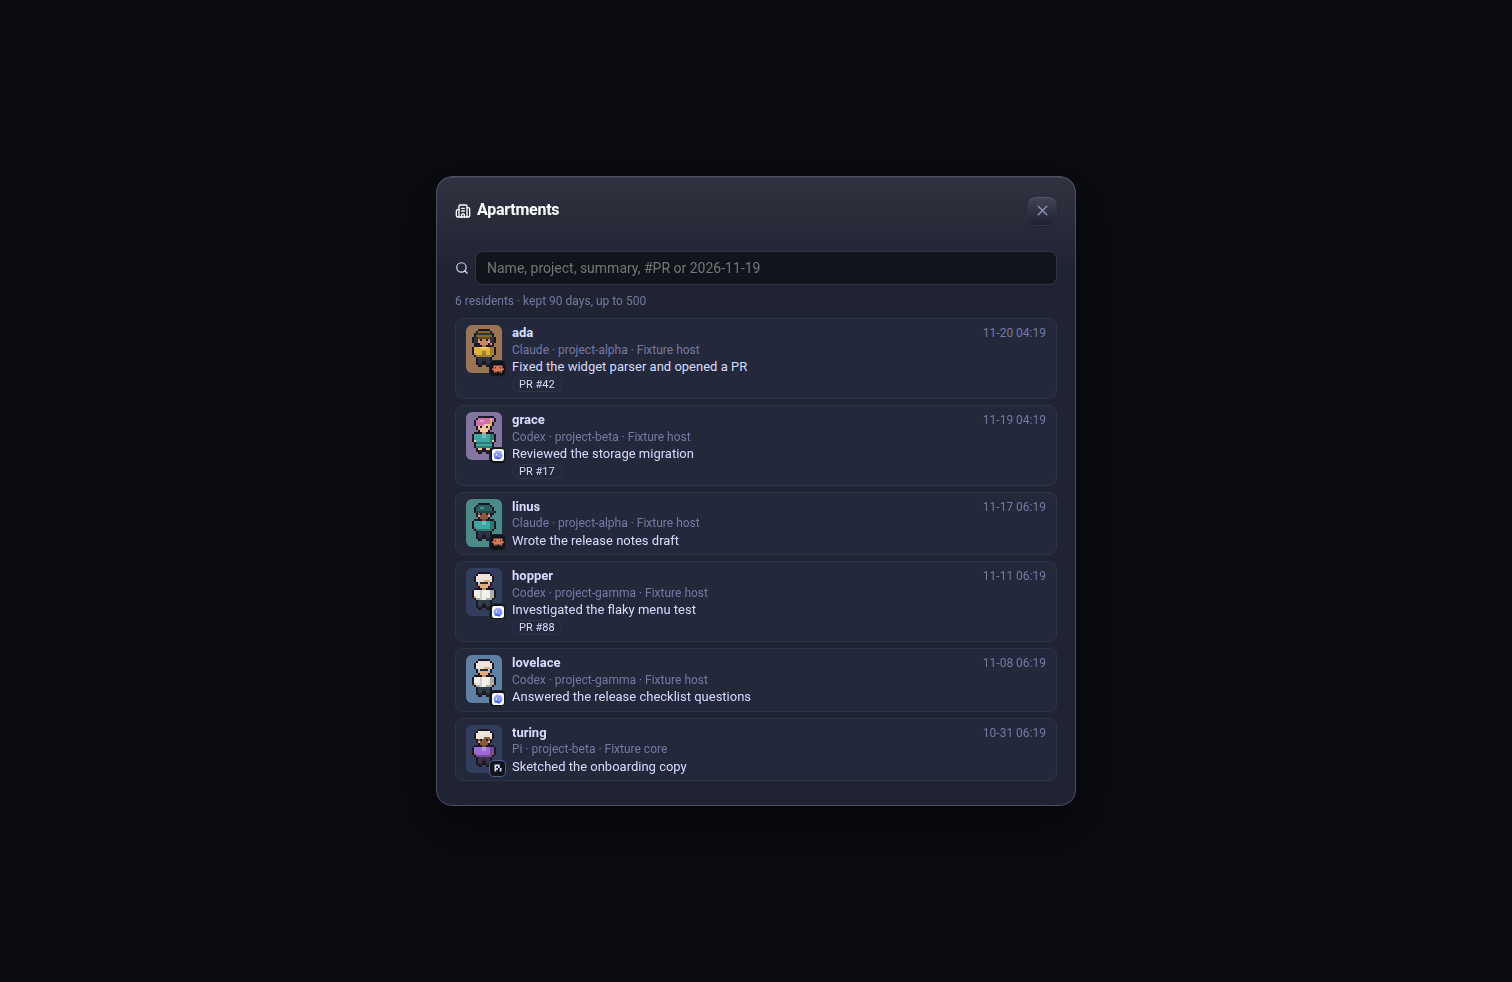 Apartments
Name, project, summary, #PR or 2026-11-19
6 residents · kept 90 days, up to 500
ada 11-20 04:19
Claude · project-alpha · Fixture host
Fixed the widget parser and opened a PR
PR #42
grace 11-19 04:19
Codex · project-beta · Fixture host
Reviewed the storage migration
PR #17
linus 11-17 06:19
Claude · project-alpha · Fixture host
Wrote the release notes draft
hopper 11-11 06:19
Codex · project-gamma · Fixture host
Investigated the flaky menu test
PR #88
lovelace 11-08 06:19
Codex · project-gamma · Fixture host
Answered the release checklist questions
turing 10-31 06:19
Pi · project-beta · Fixture core
Sketched the onboarding copy